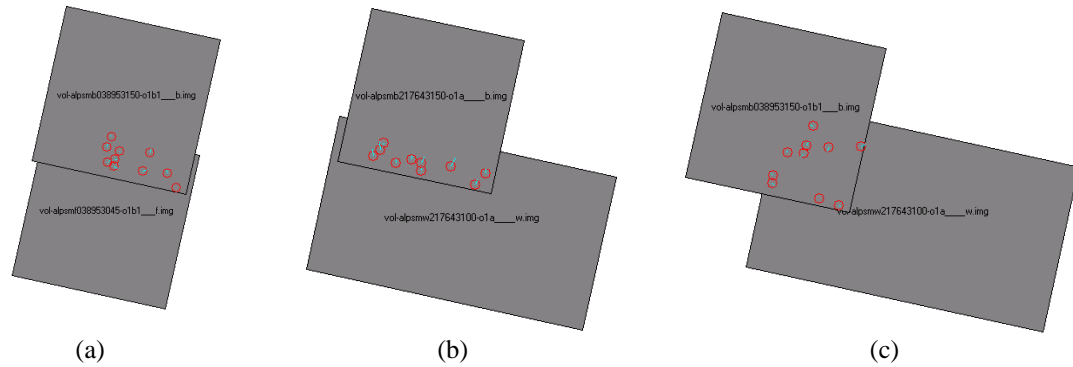 vol-alpsmb038953150-o1b1___b.img
vol-alpsmf038953045-o1b1___f.img
(a)
vol-alpsmb217643150-o1a____b.img
vol-alpsmw217643100-o1a____w.img
(b)
vol-alpsmb038953150-o1b1___b.img
vol-alpsmw217643100-o1a____w.img
(c)